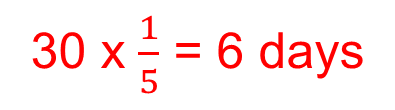 30 x 1/5 = 6 days